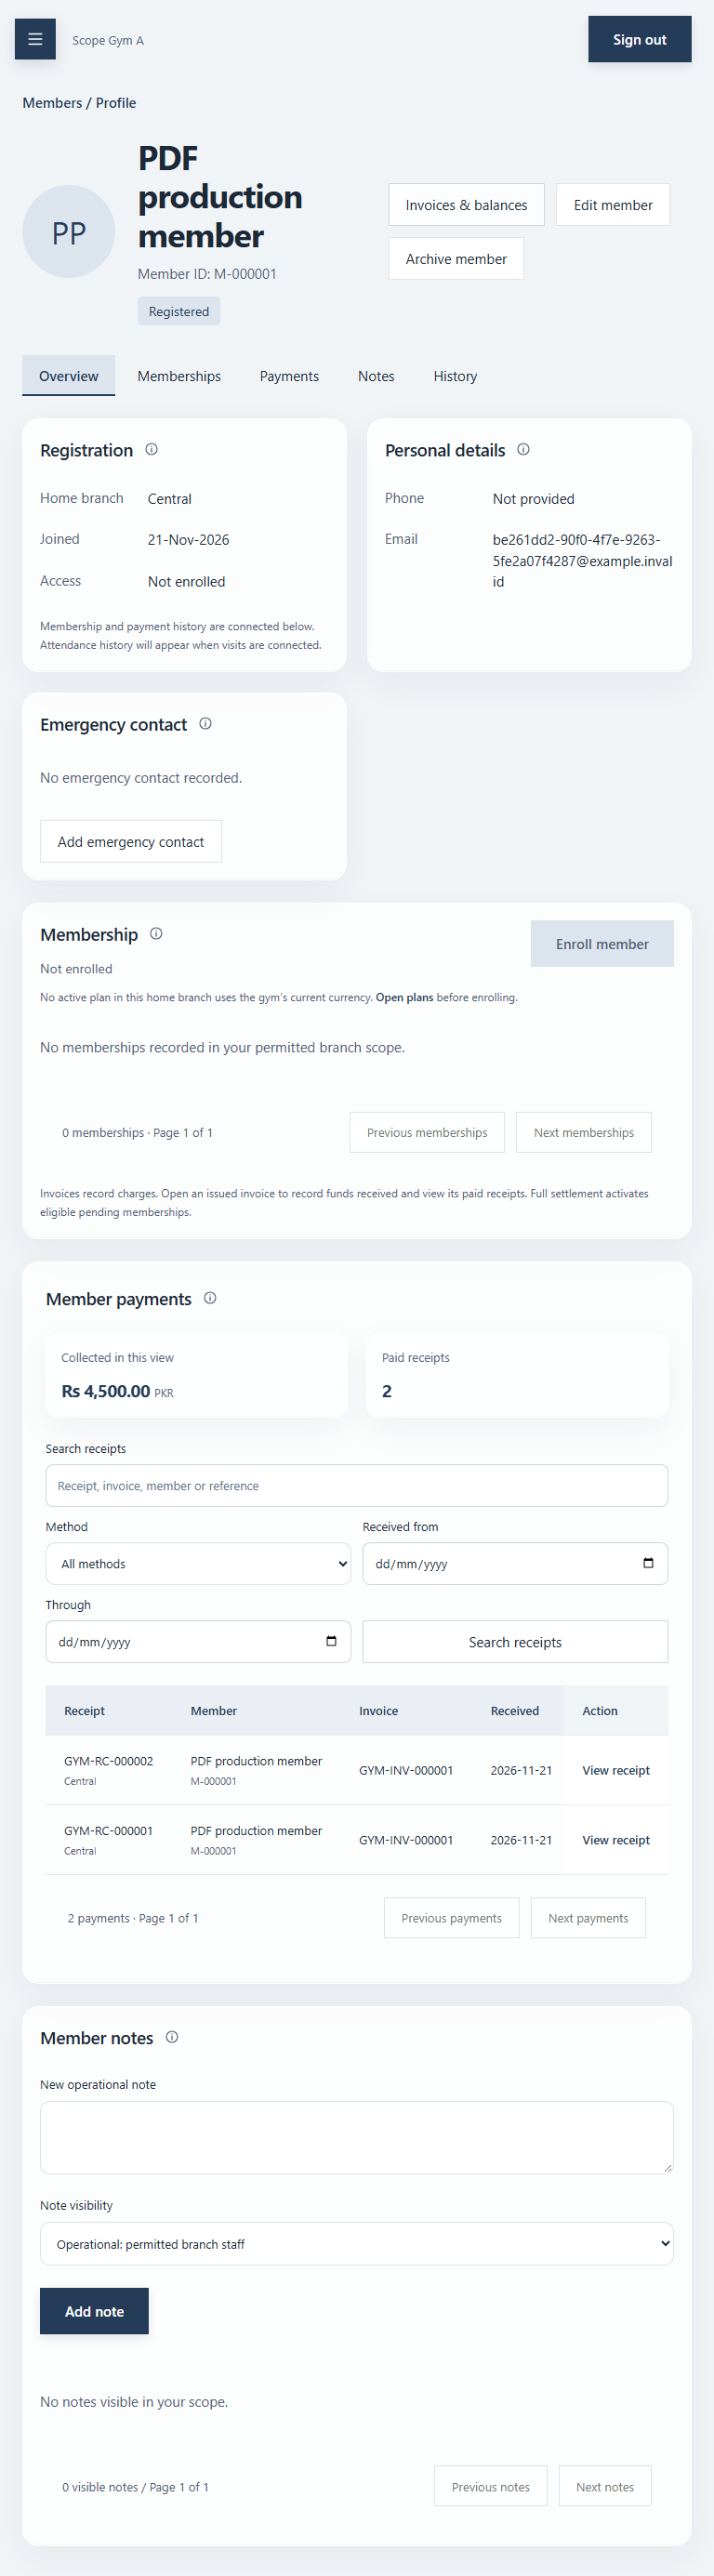 Scope Gym A
Sign out
Members / Profile
PP
PDF
production
member
Member ID: M-000001
Registered
Invoices & balances
Edit member
Archive member
Overview
Memberships
Payments
Notes
History
Registration
Home branch Central
Joined 21-Nov-2026
Access Not enrolled
Membership and payment history are connected below.
Attendance history will appear when visits are connected.
Personal details
Phone Not provided
Email be261dd2-90f0-4f7e-9263-
5fe2a07f4287@example.inval
id
Emergency contact
No emergency contact recorded.
Add emergency contact
Membership
Enroll member
Not enrolled
No active plan in this home branch uses the gym's current currency. Open plans before enrolling.
No memberships recorded in your permitted branch scope.
0 memberships · Page 1 of 1
Previous memberships
Next memberships
Invoices record charges. Open an issued invoice to record funds received and view its paid receipts. Full settlement activates
eligible pending memberships.
Member payments
Collected in this view
Rs 4,500.00 PKR
Paid receipts
2
Search receipts
Receipt, invoice, member or reference
Method
All methods
Received from
dd/mm/yyyy
Through
dd/mm/yyyy
Search receipts
Receipt Member Invoice Received Action
GYM-RC-000002 PDF production member GYM-INV-000001 2026-11-21 View receipt
Central M-000001
GYM-RC-000001 PDF production member GYM-INV-000001 2026-11-21 View receipt
Central M-000001
2 payments · Page 1 of 1
Previous payments
Next payments
Member notes
New operational note
Note visibility
Operational: permitted branch staff
Add note
No notes visible in your scope.
0 visible notes / Page 1 of 1
Previous notes
Next notes